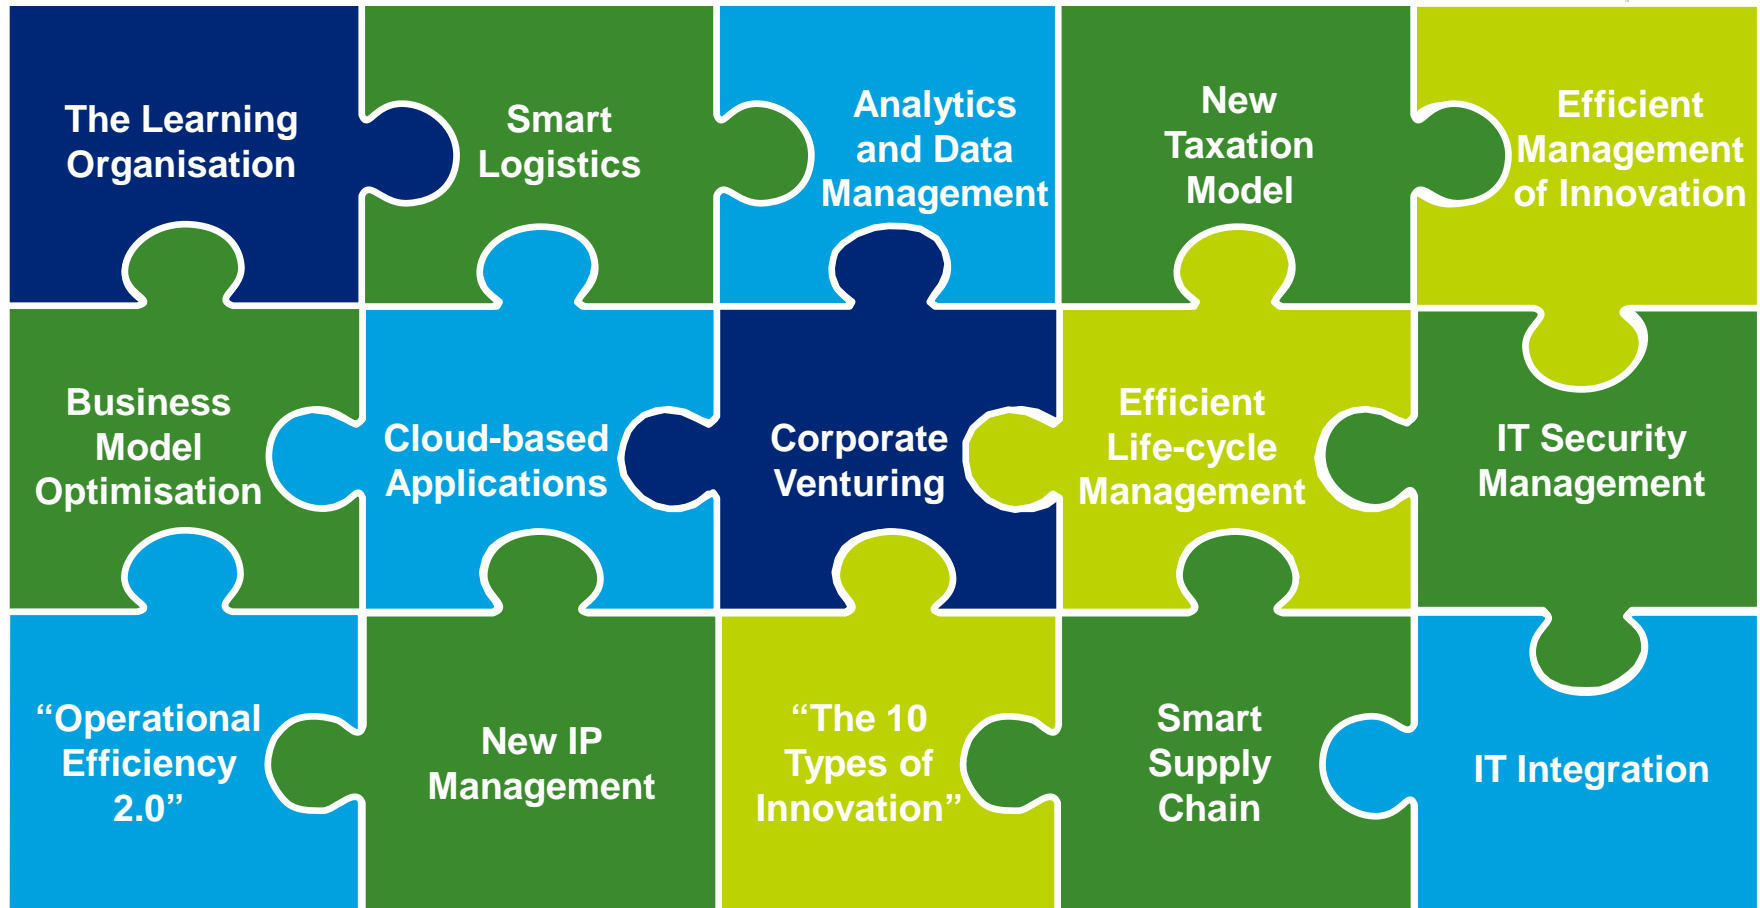 The Learning
Organisation
Smart
Logistics
Analytics
and Data
Management
New
Taxation
Model
Efficient
Management
of Innovation
Business
Model
Optimisation
Cloud-based
Applications
Corporate
Venturing
Efficient
Life-cycle
Management
IT Security
Management
“Operational
Efficiency
2.0”
New IP
Management
“The 10
Types of
Innovation”
Smart
Supply
Chain
IT Integration